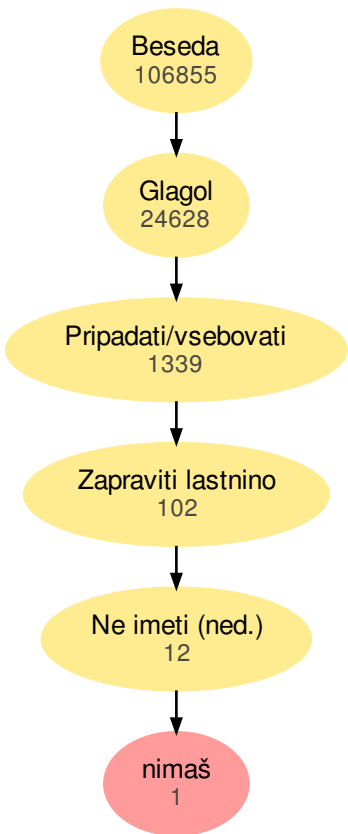 Beseda
106855
Glagol
24628
Pripadati/vsebovati
1339
Zapraviti lastnino
102
Ne imeti (ned.)
12
nimaš
1